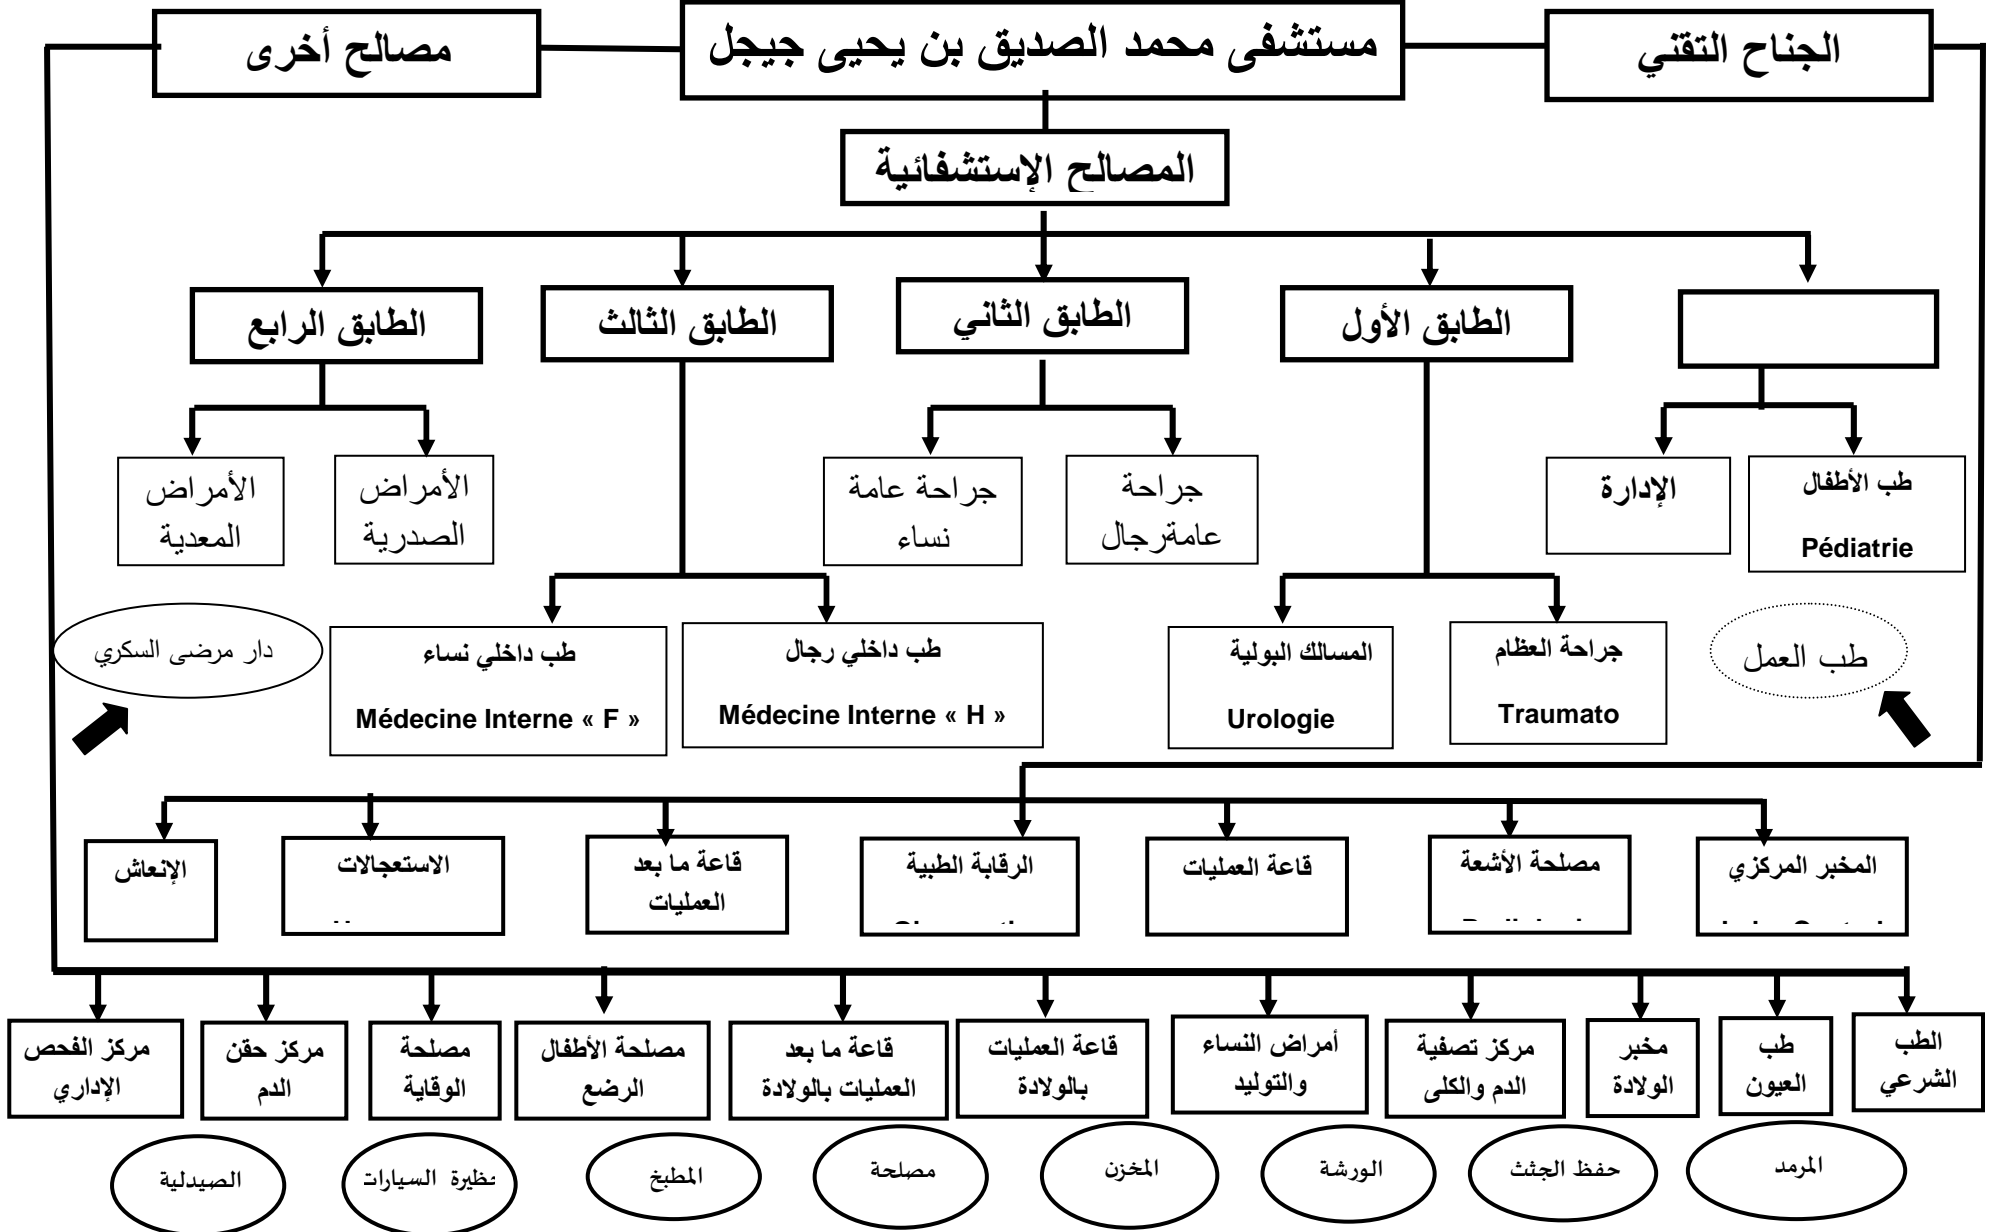 الجناح التقني
مستشفى محمد الصديق بن يحيى جيجل
مصالح أخرى
المصالح الإستشفائية
الطابق الأول
الطابق الثاني
الطابق الثالث
الطابق الرابع
طب الأطفال
Pédiatrie
الإدارة
جراحة
عامةرجال
جراحة عامة
نساء
الأمراض
الصدرية
الأمراض
المعدية
طب العمل
جراحة العظام
Traumato
المسالك البولية
Urologie
طب داخلي رجال
Médecine Interne « H »
طب داخلي نساء
Médecine Interne « F »
دار مرضى السكري
المخبر المركزي
مصلحة الأشعة
قاعة العمليات
الرقابة الطبية
قاعة ما بعد
العمليات
الاستعجالات
الإنعاش
الطب
الشرعي
طب
العيون
مخبر
الولادة
مركز تصفية
الدم والكلى
أمراض النساء
والتوليد
قاعة العمليات
بالولادة
قاعة ما بعد
العمليات بالولادة
مصلحة الأطفال
الرضع
مصلحة
الوقاية
مركز حقن
الدم
مركز الفحص
الإداري
المرمد
حفظ الجثث
الورشة
المخزن
مصلحة
المطبخ
حظيرة السيارات
الصيدلية